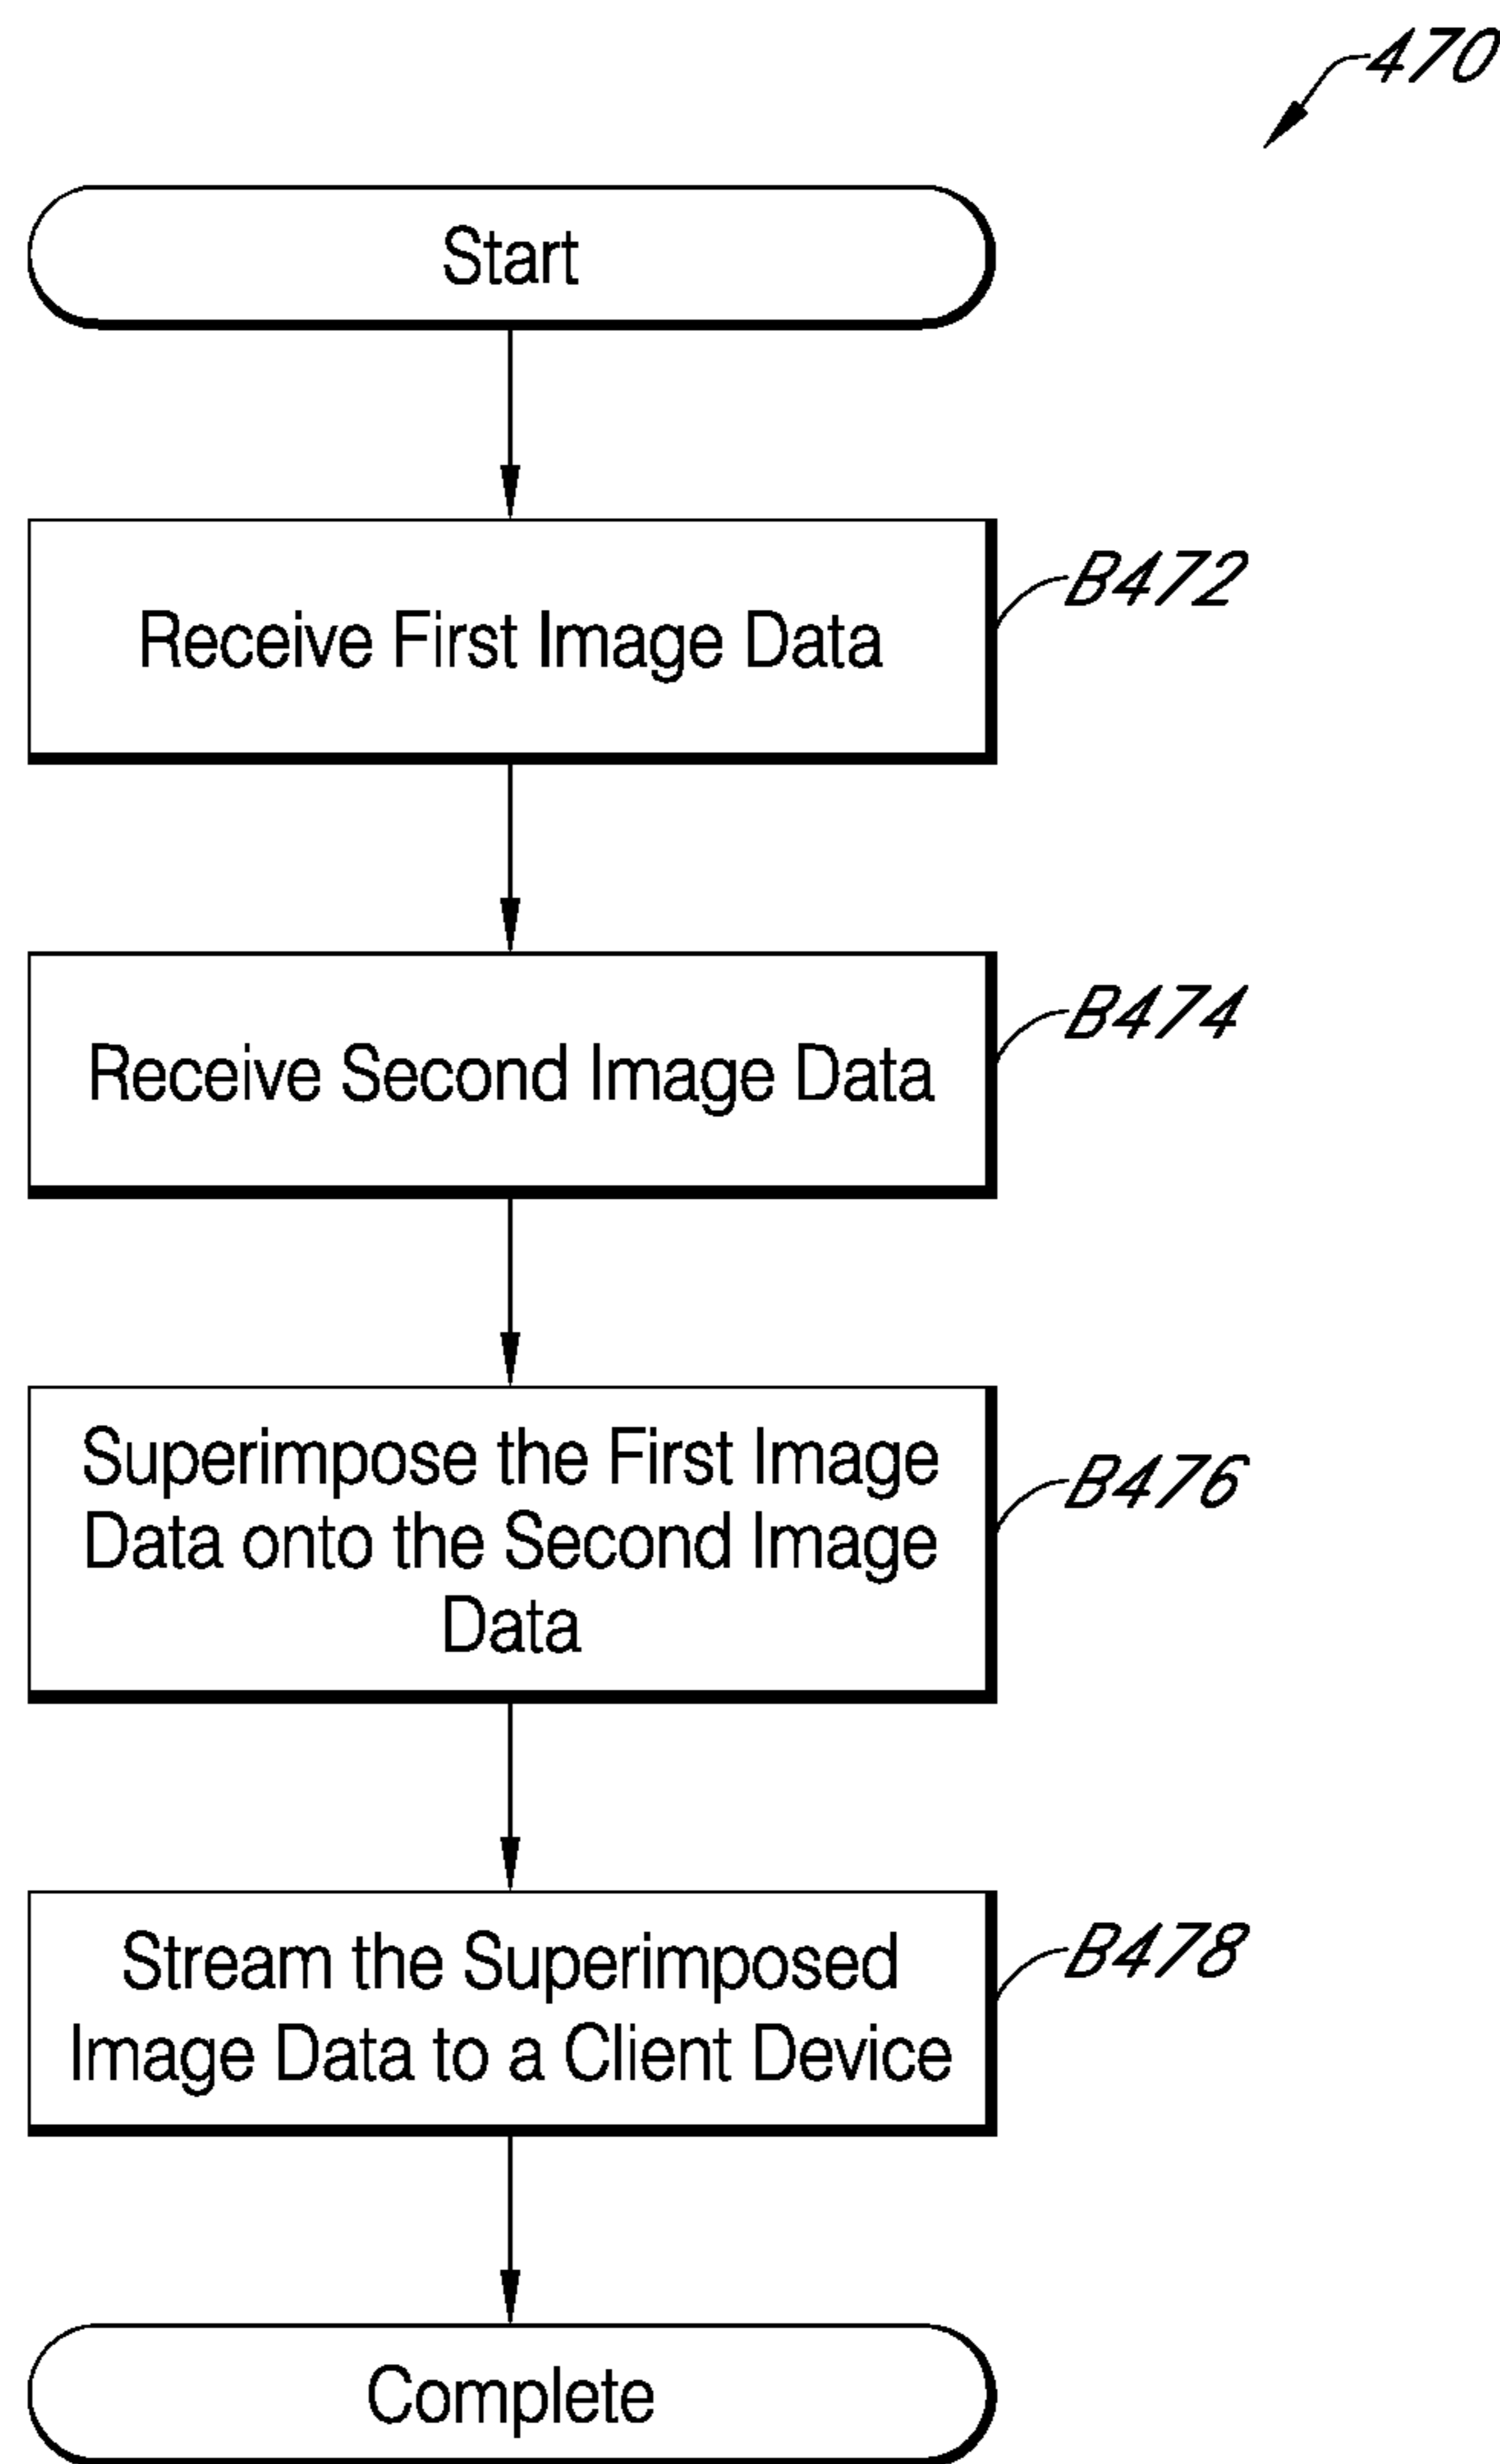 470
Start
Receive First Image Data
B472
Receive Second Image Data
B474
Superimpose the First Image
Data onto the Second Image
Data
B476
Stream the Superimposed
Image Data to a Client Device
B478
Complete